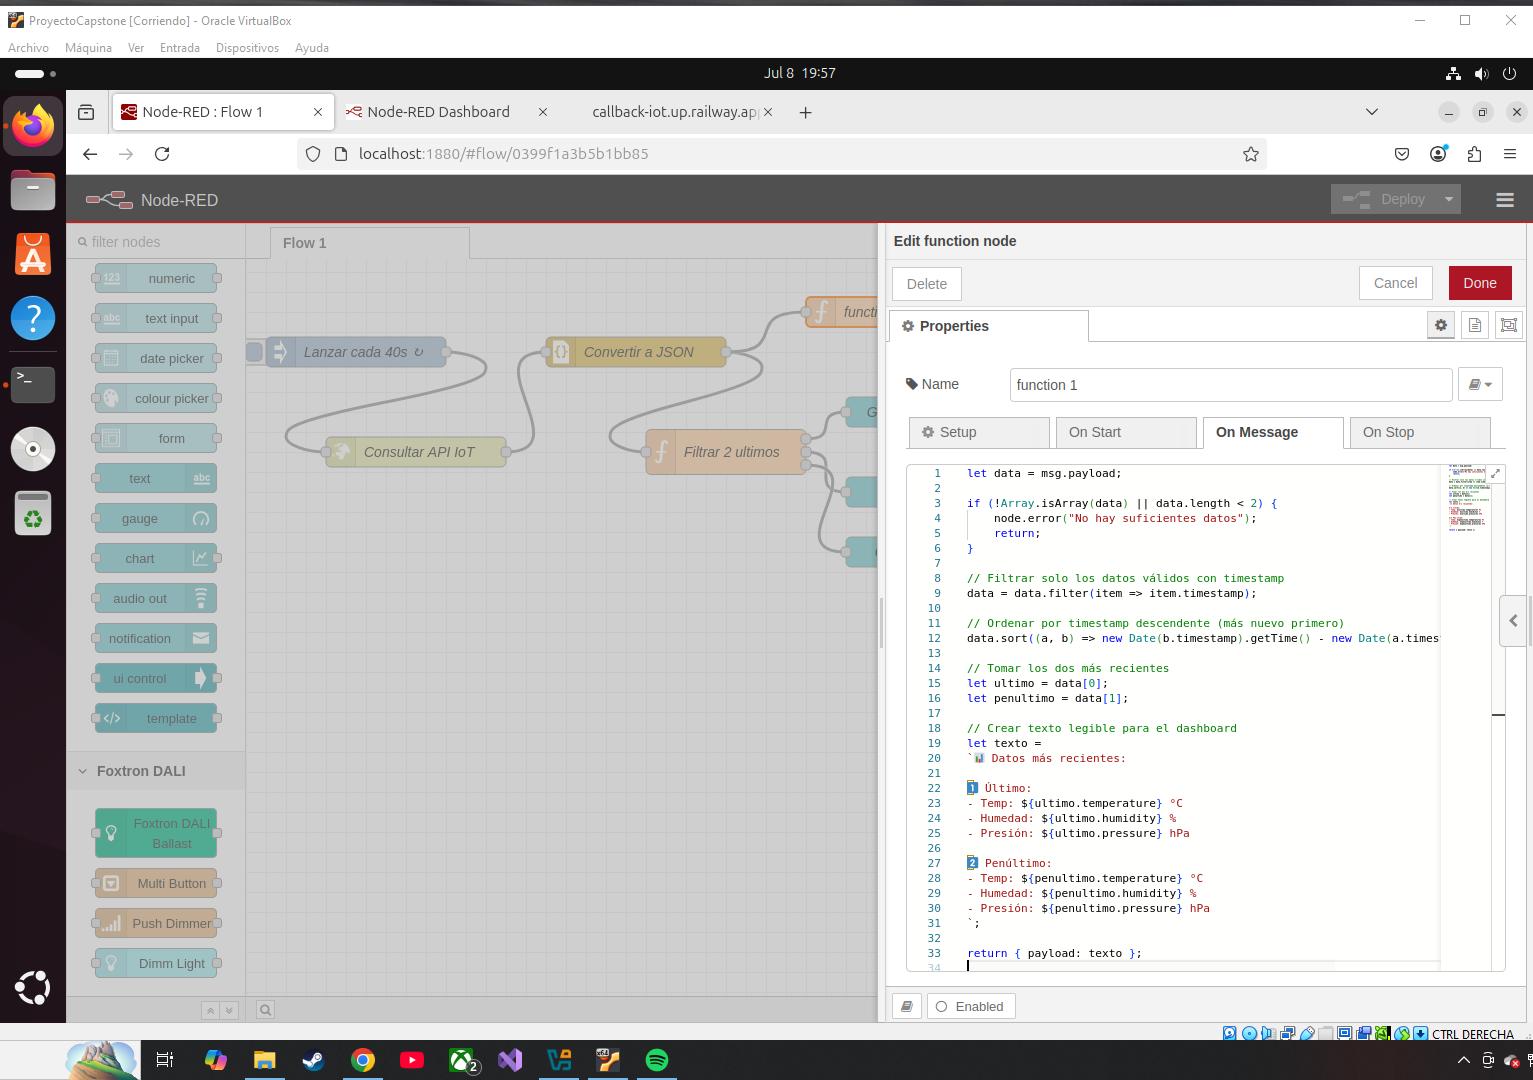 ProyectoCapstone [Corriendo] - Oracle VirtualBox
Archivo Máquina Ver Entrada Dispositivos Ayuda
Jul 8 19:57
Node-RED : Flow 1
Node-RED Dashboard
callback-iot.up.railway.ap
localhost:1880/#flow/0399f1a3b5b1bb85
Node-RED
Deploy
filter nodes
Flow 1
numeric
text input
date picker
colour picker
form
text
gauge
chart
audio out
notification
ui control
template
Foxtron DALI
Foxtron DALI
Ballast
Multi Button
Push Dimmer
Dimm Light
Lanzar cada 40s ↻
Consultar API IoT
Convertir a JSON
Filtrar 2 ultimos
functi
G
Edit function node
Delete
Cancel
Done
Properties
Name
function 1
Setup
On Start
On Message
On Stop
1 let data = msg.payload;
2
3 if (!Array.isArray(data) || data.length < 2) {
4 node.error("No hay suficientes datos");
5 return;
6 }
7
8 // Filtrar solo los datos válidos con timestamp
9 data = data.filter(item => item.timestamp);
10
11 // Ordenar por timestamp descendente (más nuevo primero)
12 data.sort((a, b) => new Date(b.timestamp).getTime() - new Date(a.times
13
14 // Tomar los dos más recientes
15 let ultimo = data[0];
16 let penultimo = data[1];
17
18 // Crear texto legible para el dashboard
19 let texto =
20 `📊 Datos más recientes:
21
22 1️⃣ Último:
23 - Temp: ${ultimo.temperature} °C
24 - Humedad: ${ultimo.humidity} %
25 - Presión: ${ultimo.pressure} hPa
26
27 2️⃣ Penúltimo:
28 - Temp: ${penultimo.temperature} °C
29 - Humedad: ${penultimo.humidity} %
30 - Presión: ${penultimo.pressure} hPa
31 `;
32
33 return { payload: texto };
34
Enabled
CTRL DERECHA
2